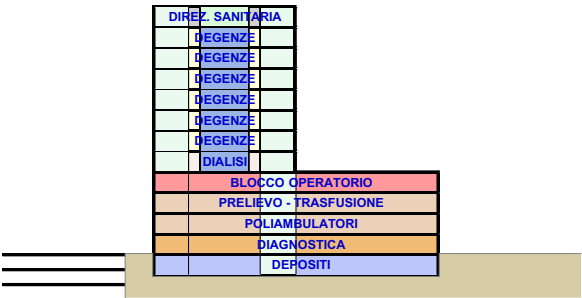 DIREZ. SANITARIA
DEGENZE
DEGENZE
DEGENZE
DEGENZE
DEGENZE
DEGENZE
DIALISI
BLOCCO OPERATORIO
PRELIEVO - TRASFUSIONE
POLIAMBULATORI
DIAGNOSTICA
DEPOSITI